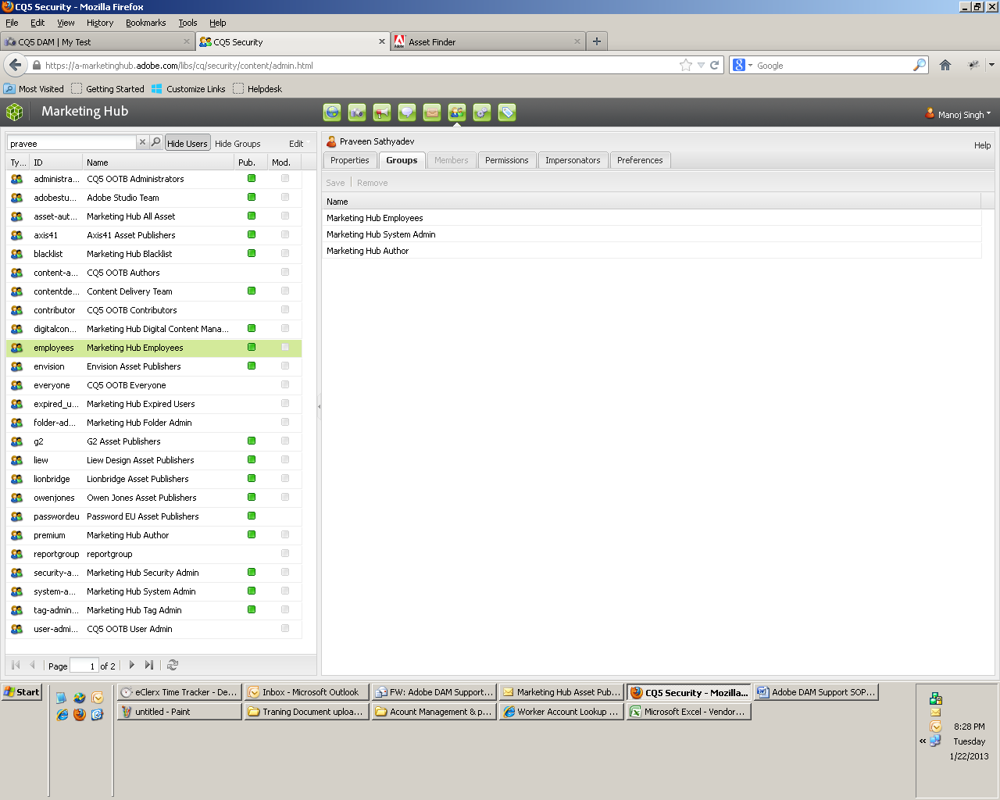 CQ5 Security - Mozilla Firefox
File Edit View History Bookmarks Tools Help
CQ5 DAM | My Test
CQ5 Security
Asset Finder
https://a-marketinghub.adobe.com/libs/cq/security/content/admin.html
Google
Most Visited Getting Started Customize Links Helpdesk
Marketing Hub
Manoj Singh
pravee Hide Users Hide Groups Edit
Ty... ID Name Pub. Mod.
administra... CQ5 OOTB Administrators
adobestu... Adobe Studio Team
asset-aut... Marketing Hub All Asset
axis41 Axis41 Asset Publishers
blacklist Marketing Hub Blacklist
content-a... CQ5 OOTB Authors
contentde... Content Delivery Team
contributor CQ5 OOTB Contributors
digitalcon... Marketing Hub Digital Content Mana...
employees Marketing Hub Employees
envision Envision Asset Publishers
everyone CQ5 OOTB Everyone
expired_u... Marketing Hub Expired Users
folder-ad... Marketing Hub Folder Admin
g2 G2 Asset Publishers
liew Liew Design Asset Publishers
lionbridge Lionbridge Asset Publishers
owenjones Owen Jones Asset Publishers
passwordeu Password EU Asset Publishers
premium Marketing Hub Author
reportgroup reportgroup
security-a... Marketing Hub Security Admin
system-a... Marketing Hub System Admin
tag-admin... Marketing Hub Tag Admin
user-admi... CQ5 OOTB User Admin
Page 1 of 2
Praveen Sathyadev
Help
Properties Groups Members Permissions Impersonators Preferences
Save Remove
Name
Marketing Hub Employees
Marketing Hub System Admin
Marketing Hub Author
Start
eClerx Time Tracker - De... Inbox - Microsoft Outlook FW: Adobe DAM Support... Marketing Hub Asset Pub... CQ5 Security - Mozilla... Adobe DAM Support SOP...
untitled - Paint Traning Document uploa... Acount Management & p... Worker Account Lookup ... Microsoft Excel - Vendor...
8:28 PM
Tuesday
1/22/2013